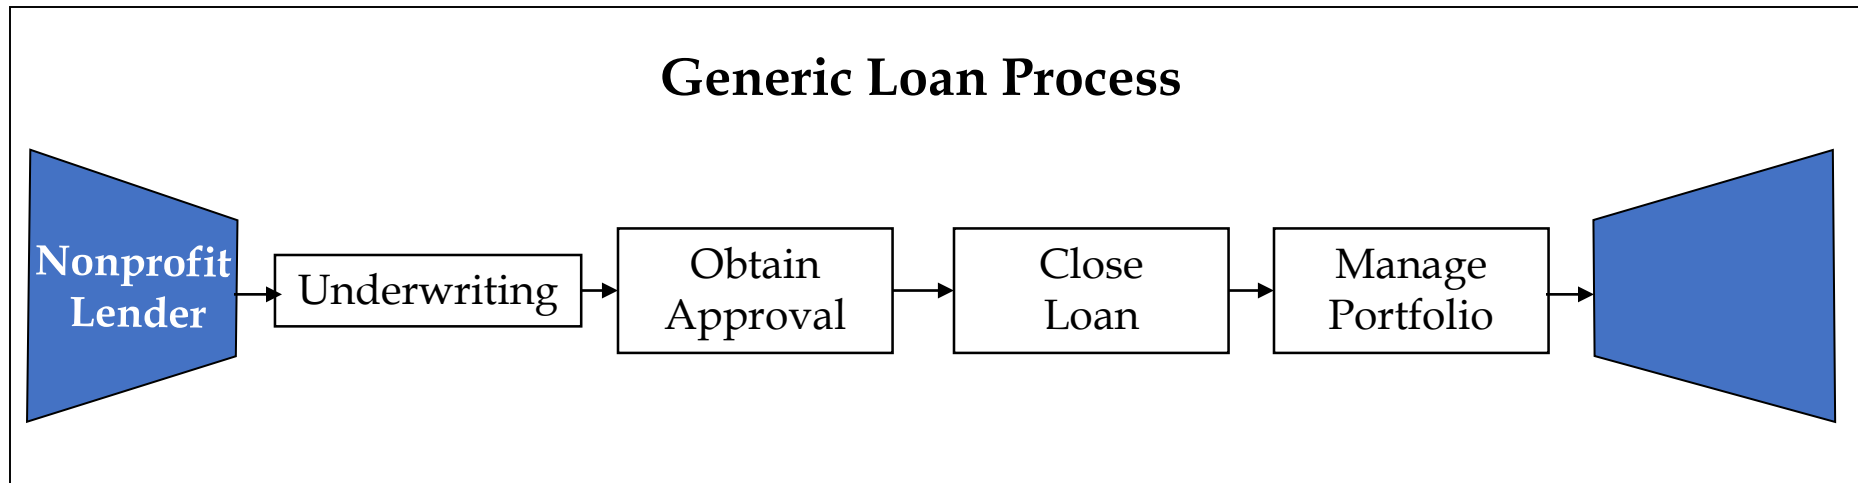 Generic Loan Process
Nonprofit
Lender
Underwriting
Obtain
Approval
Close
Loan
Manage
Portfolio